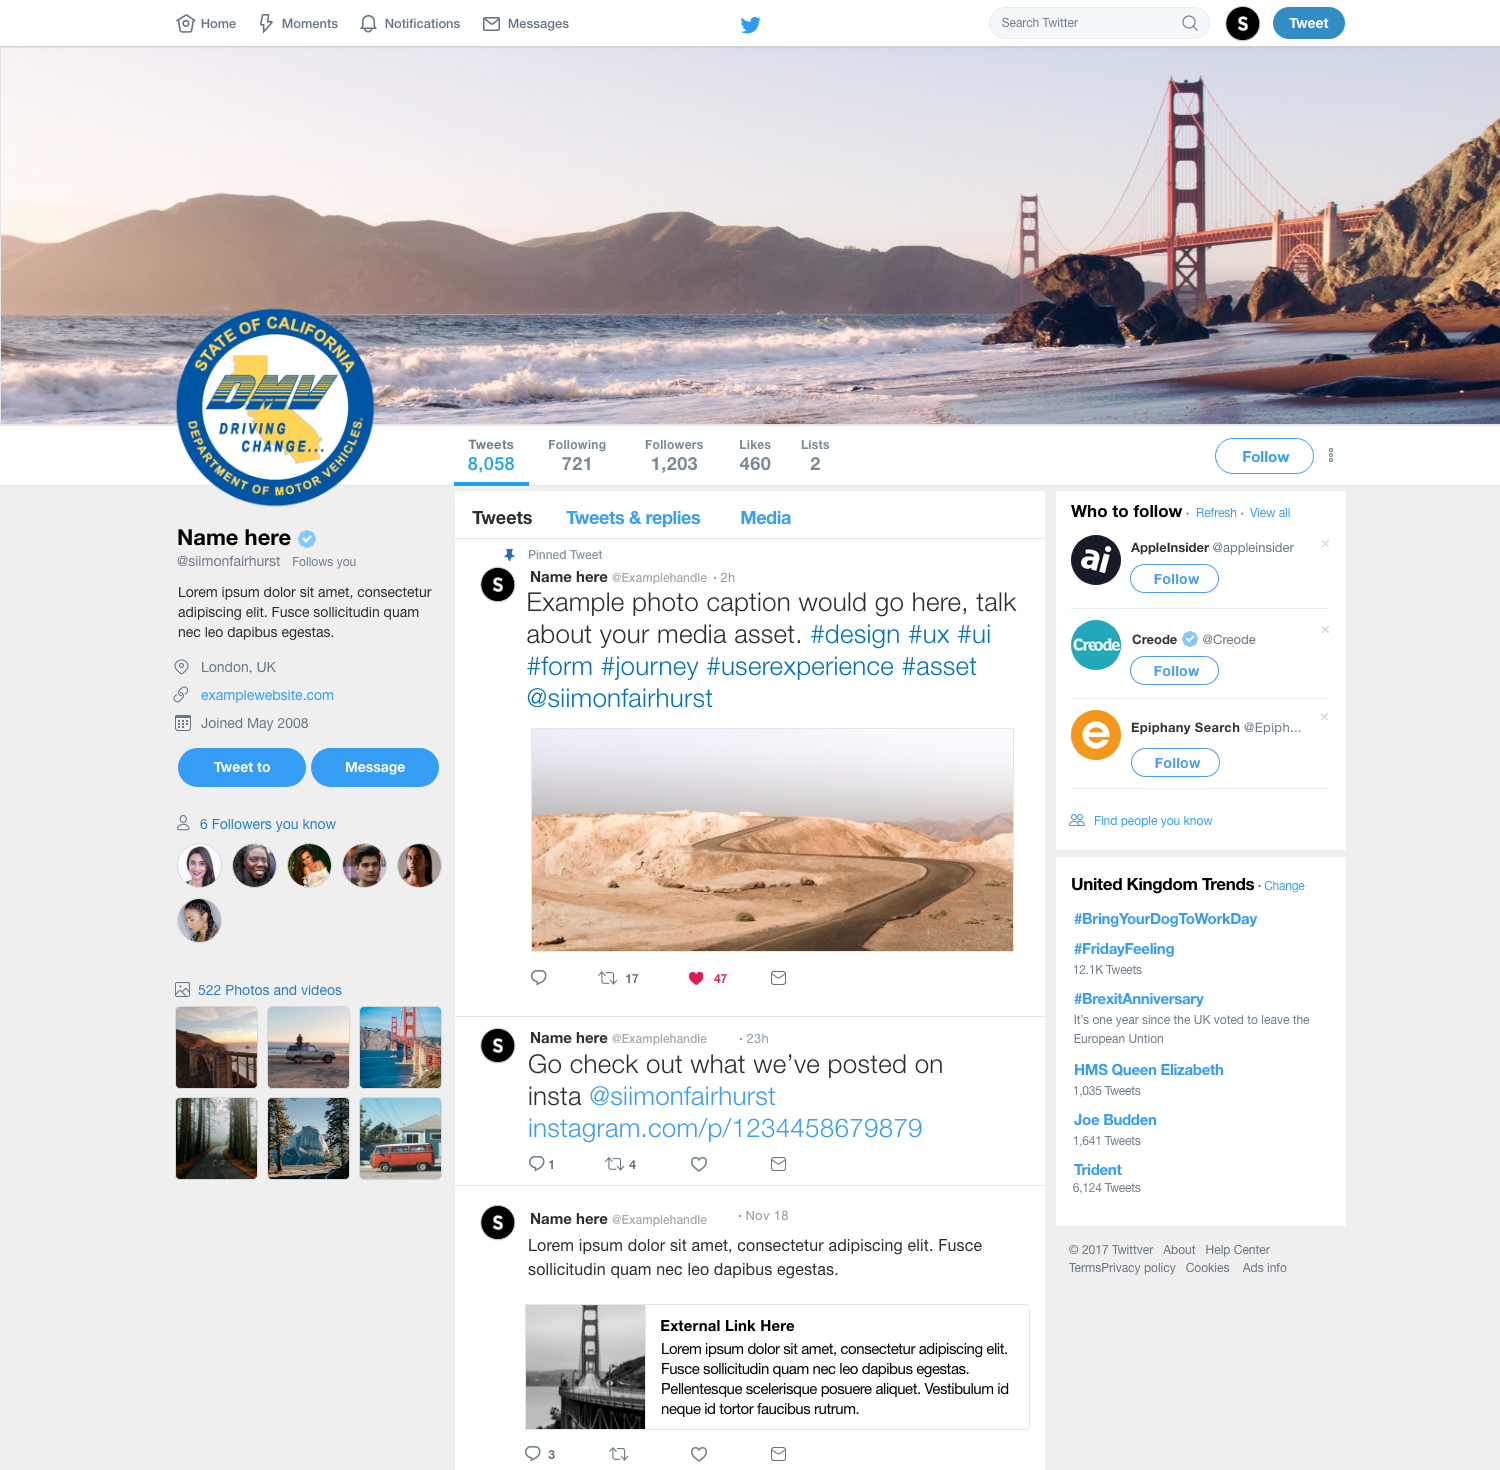 Home
Moments
Notifications
Messages
Search Twitter
S
Tweet
STATE OF CALIFORNIA
DMV
DRIVING
CHANGE...
DEPARTMENT OF MOTOR VEHICLES.
Tweets
8,058
Following
721
Followers
1,203
Likes
460
Lists
2
Follow
Name here
@siimonfairhurst Follows you
Lorem ipsum dolor sit amet, consectetur
adipiscing elit. Fusce sollicitudin quam
nec leo dapibus egestas.
London, UK
examplewebsite.com
Joined May 2008
Tweet to
Message
6 Followers you know
522 Photos and videos
Tweets
Tweets & replies
Media
Pinned Tweet
S
Name here @Examplehandle · 2h
Example photo caption would go here, talk
about your media asset. #design #ux #ui
#form #journey #userexperience #asset
@siimonfairhurst
17
47
S
Name here @Examplehandle · 23h
Go check out what we’ve posted on
insta @siimonfairhurst
instagram.com/p/1234458679879
1
4
S
Name here @Examplehandle · Nov 18
Lorem ipsum dolor sit amet, consectetur adipiscing elit. Fusce
sollicitudin quam nec leo dapibus egestas.
External Link Here
Lorem ipsum dolor sit amet, consectetur adipiscing elit.
Fusce sollicitudin quam nec leo dapibus egestas.
Pellentesque scelerisque posuere aliquet. Vestibulum id
neque id tortor faucibus rutrum.
3
Who to follow · Refresh · View all
ai
AppleInsider @appleinsider
×
Follow
Creode
Creode @Creode
×
Follow
e
Epiphany Search @Epiph...
×
Follow
Find people you know
United Kingdom Trends · Change
#BringYourDogToWorkDay
#FridayFeeling
12.1K Tweets
#BrexitAnniversary
It’s one year since the UK voted to leave the
European Untion
HMS Queen Elizabeth
1,035 Tweets
Joe Budden
1,641 Tweets
Trident
6,124 Tweets
© 2017 Twittver About Help Center
TermsPrivacy policy Cookies Ads info